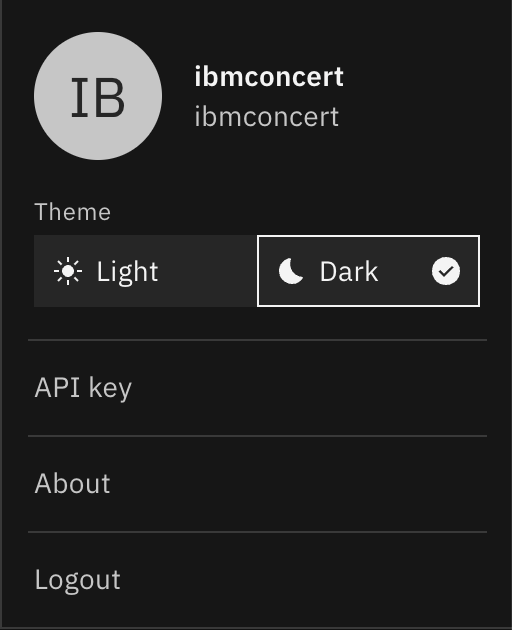 IB
ibmconcert
ibmconcert
Theme
Light
Dark
API key
About
Logout